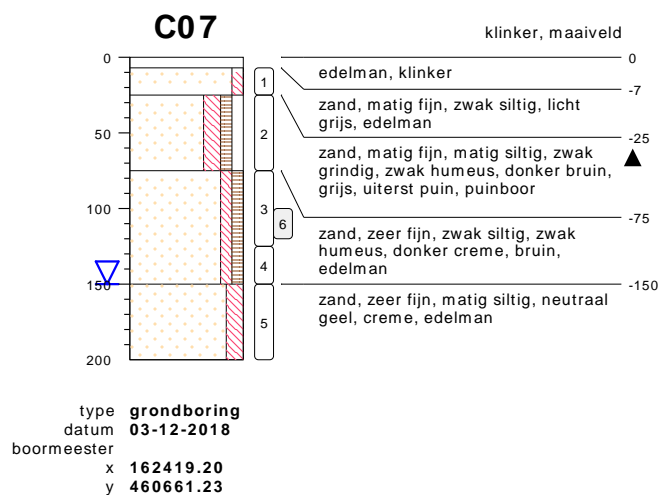 C07
klinker, maaiveld
0
0
edelman, klinker
-7
1
zand, matig fijn, zwak siltig, licht
grijs, edelman
-25
50
2
zand, matig fijn, matig siltig, zwak
grindig, zwak humeus, donker bruin,
grijs, uiterst puin, puinboor
-75
100
3
6
zand, zeer fijn, zwak siltig, zwak
humeus, donker creme, bruin,
edelman
4
150
-150
5
zand, zeer fijn, matig siltig, neutraal
geel, creme, edelman
200
type grondboring
datum 03-12-2018
boormeester
x 162419.20
y 460661.23